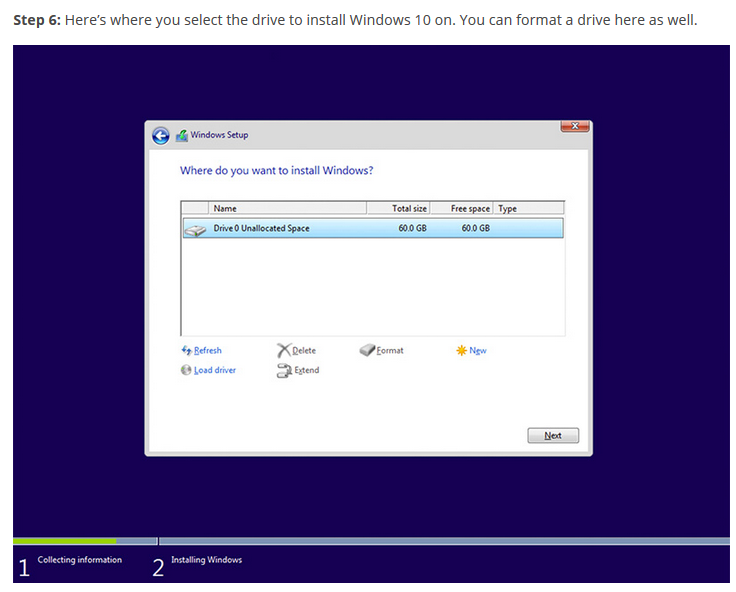 Step 6: Here’s where you select the drive to install Windows 10 on. You can format a drive here as well.
Windows Setup
Where do you want to install Windows?
Name Total size Free space Type
Drive 0 Unallocated Space 60.0 GB 60.0 GB
Refresh Delete Format New
Load driver Extend
Next
1 Collecting information 2 Installing Windows